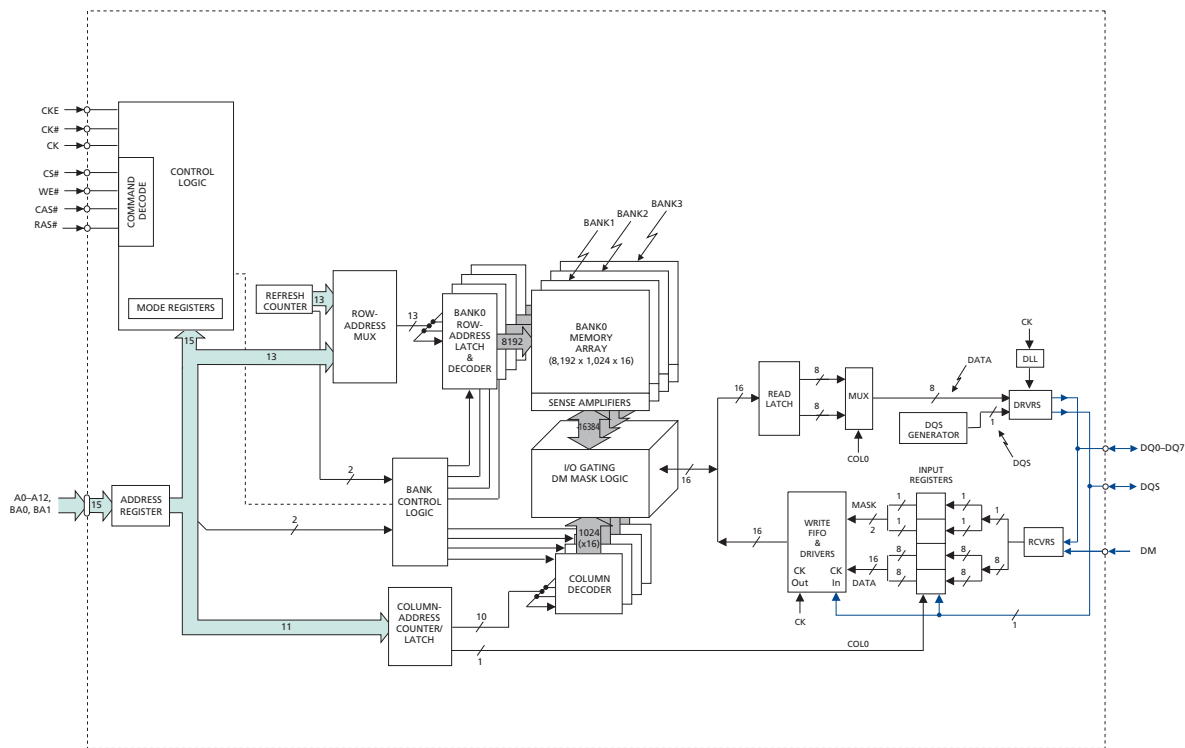 CKE
CK#
CK
CS#
WE#
CAS#
RAS#
COMMAND
DECODE
CONTROL
LOGIC
MODE REGISTERS
15
REFRESH
COUNTER
13
13
ROW-
ADDRESS
MUX
13
BANK0
ROW-
ADDRESS
LATCH
&
DECODER
8192
BANK1
BANK2
BANK3
BANK0
MEMORY
ARRAY
(8,192 x 1,024 x 16)
SENSE AMPLIFIERS
16384
I/O GATING
DM MASK LOGIC
16
A0–A12,
BA0, BA1
15
ADDRESS
REGISTER
2
2
BANK
CONTROL
LOGIC
1024
(x16)
COLUMN
DECODER
11
COLUMN-
ADDRESS
COUNTER/
LATCH
10
1
COL0
16
READ
LATCH
8
8
MUX
COL0
8
DATA
CK
DLL
DRVRS
DQS
GENERATOR
1
DQS
DQ0–DQ7
DQS
DM
INPUT
REGISTERS
16
WRITE
FIFO
&
DRIVERS
CK
Out
CK
In
CK
MASK
2
16
DATA
1
1
8
8
1
1
8
8
1
8
RCVRS
1